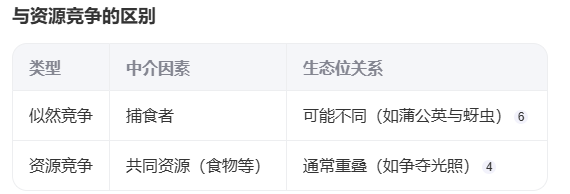 与资源竞争的区别
类型 中介因素 生态位关系
似然竞争 捕食者 可能不同（如蒲公英与蚜虫） 6
资源竞争 共同资源（食物等） 通常重叠（如争夺光照） 4